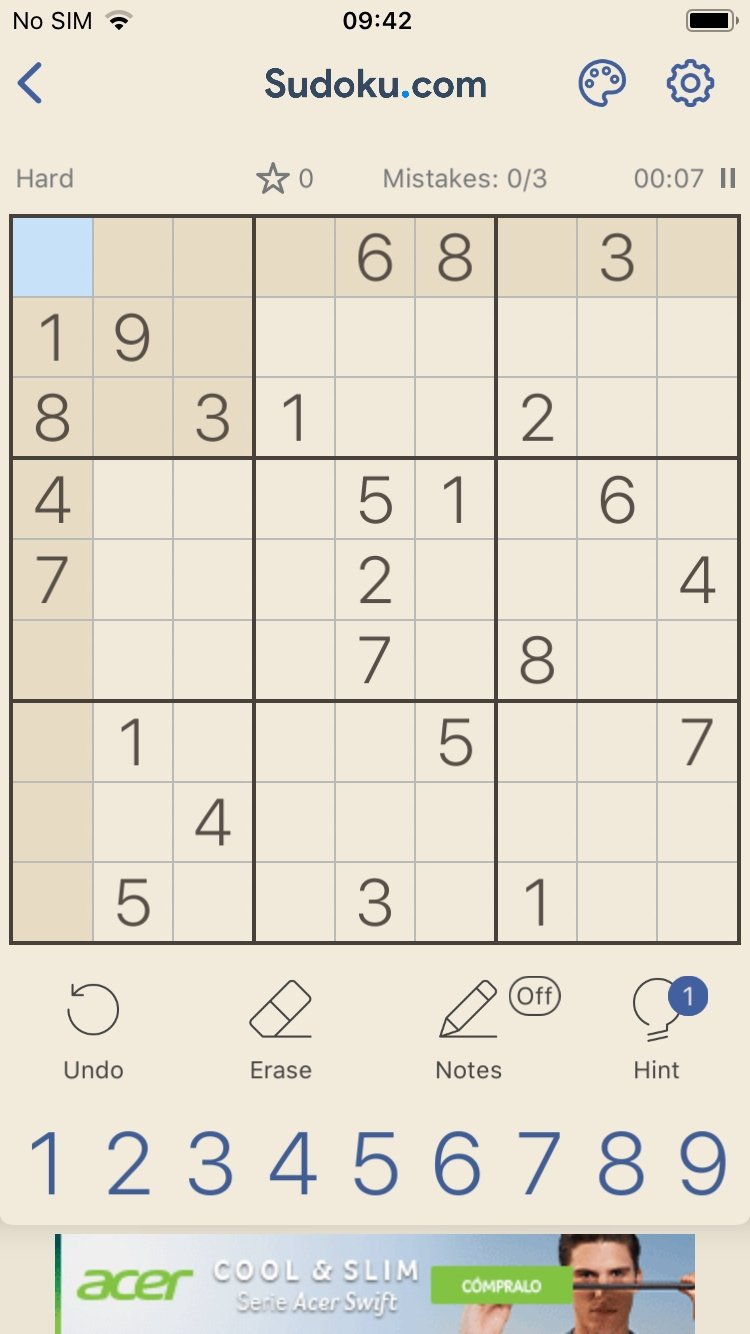 No SIM 09:42
Sudoku.com
Hard 0 Mistakes: 0/3 00:07
6 8 3
1 9
8 3 1 2
4 5 1 6
7 2 4
7 8
1 5 7
4
5 3 1
Off 1
Undo Erase Notes Hint
1 2 3 4 5 6 7 8 9
acer COOL & SLIM CÓMPRALO
Serie Acer Swift